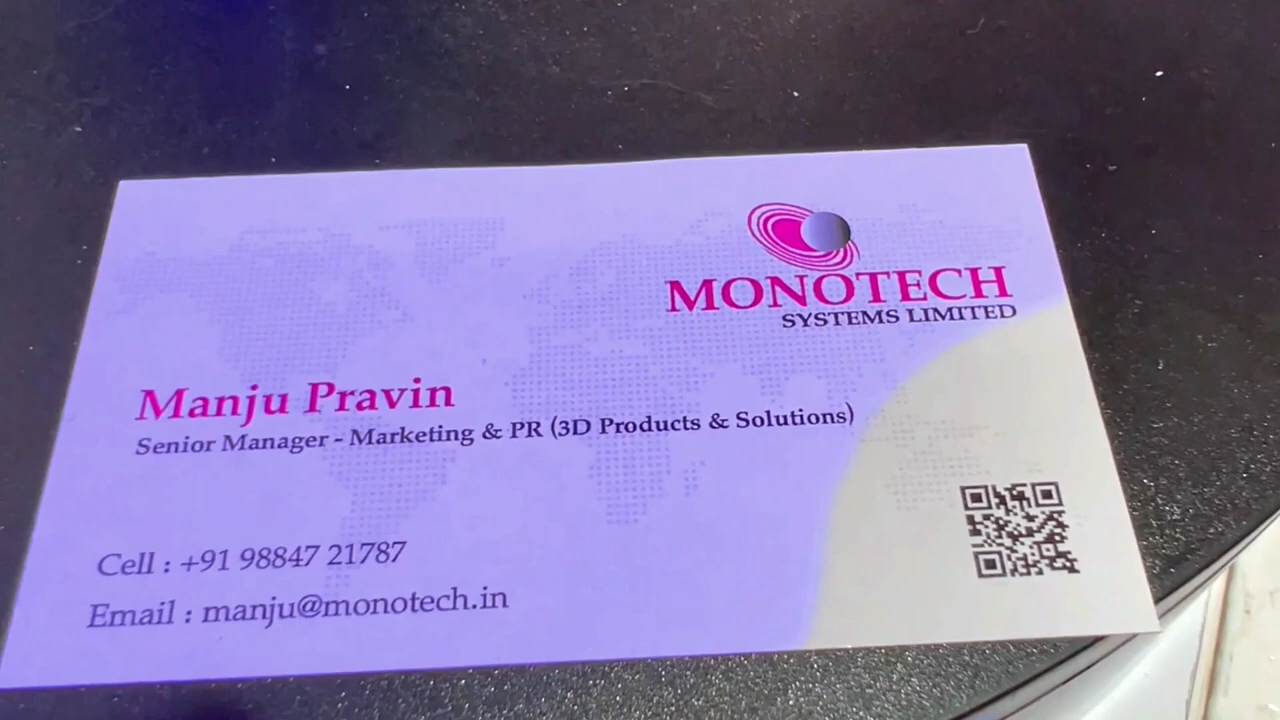 MONOTECH
SYSTEMS LIMITED
Manju Pravin
Senior Manager - Marketing & PR (3D Products & Solutions)
Cell : +91 98847 21787
Email : manju@monotech.in